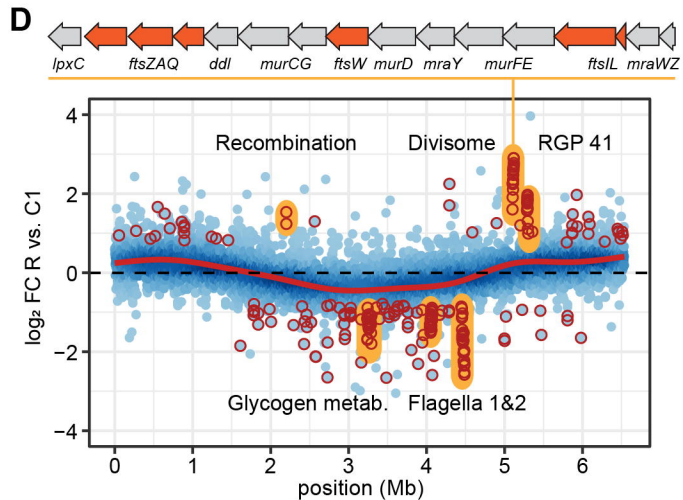 D
lpxC ftsZAQ ddl murCG ftsW murD mraY murFE ftsIL mraWZ
Recombination Divisome RGP 41
Glycogen metab. Flagella 1&2
log₂ FC R vs. C1
4
2
0
−2
−4
0 1 2 3 4 5 6
position (Mb)